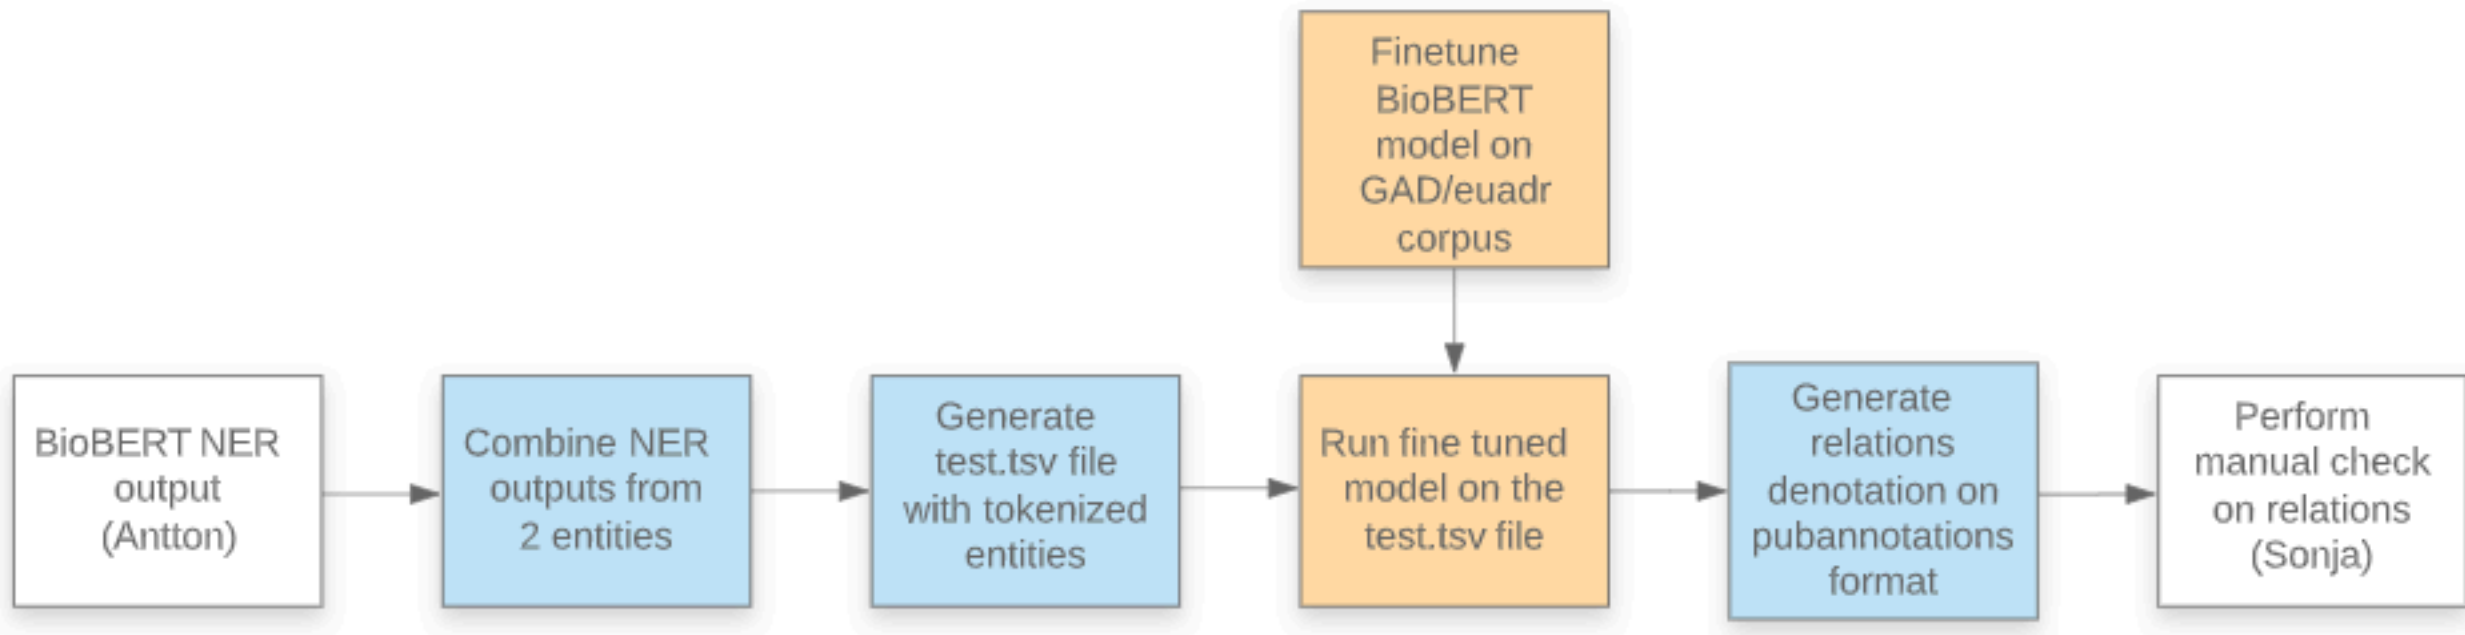 Finetune
BioBERT
model on
GAD/euadr
corpus
BioBERT NER
output
(Antton)
Combine NER
outputs from
2 entities
Generate
test.tsv file
with tokenized
entities
Run fine tuned
model on the
test.tsv file
Generate
relations
denotation on
pubannotations
format
Perform
manual check
on relations
(Sonja)